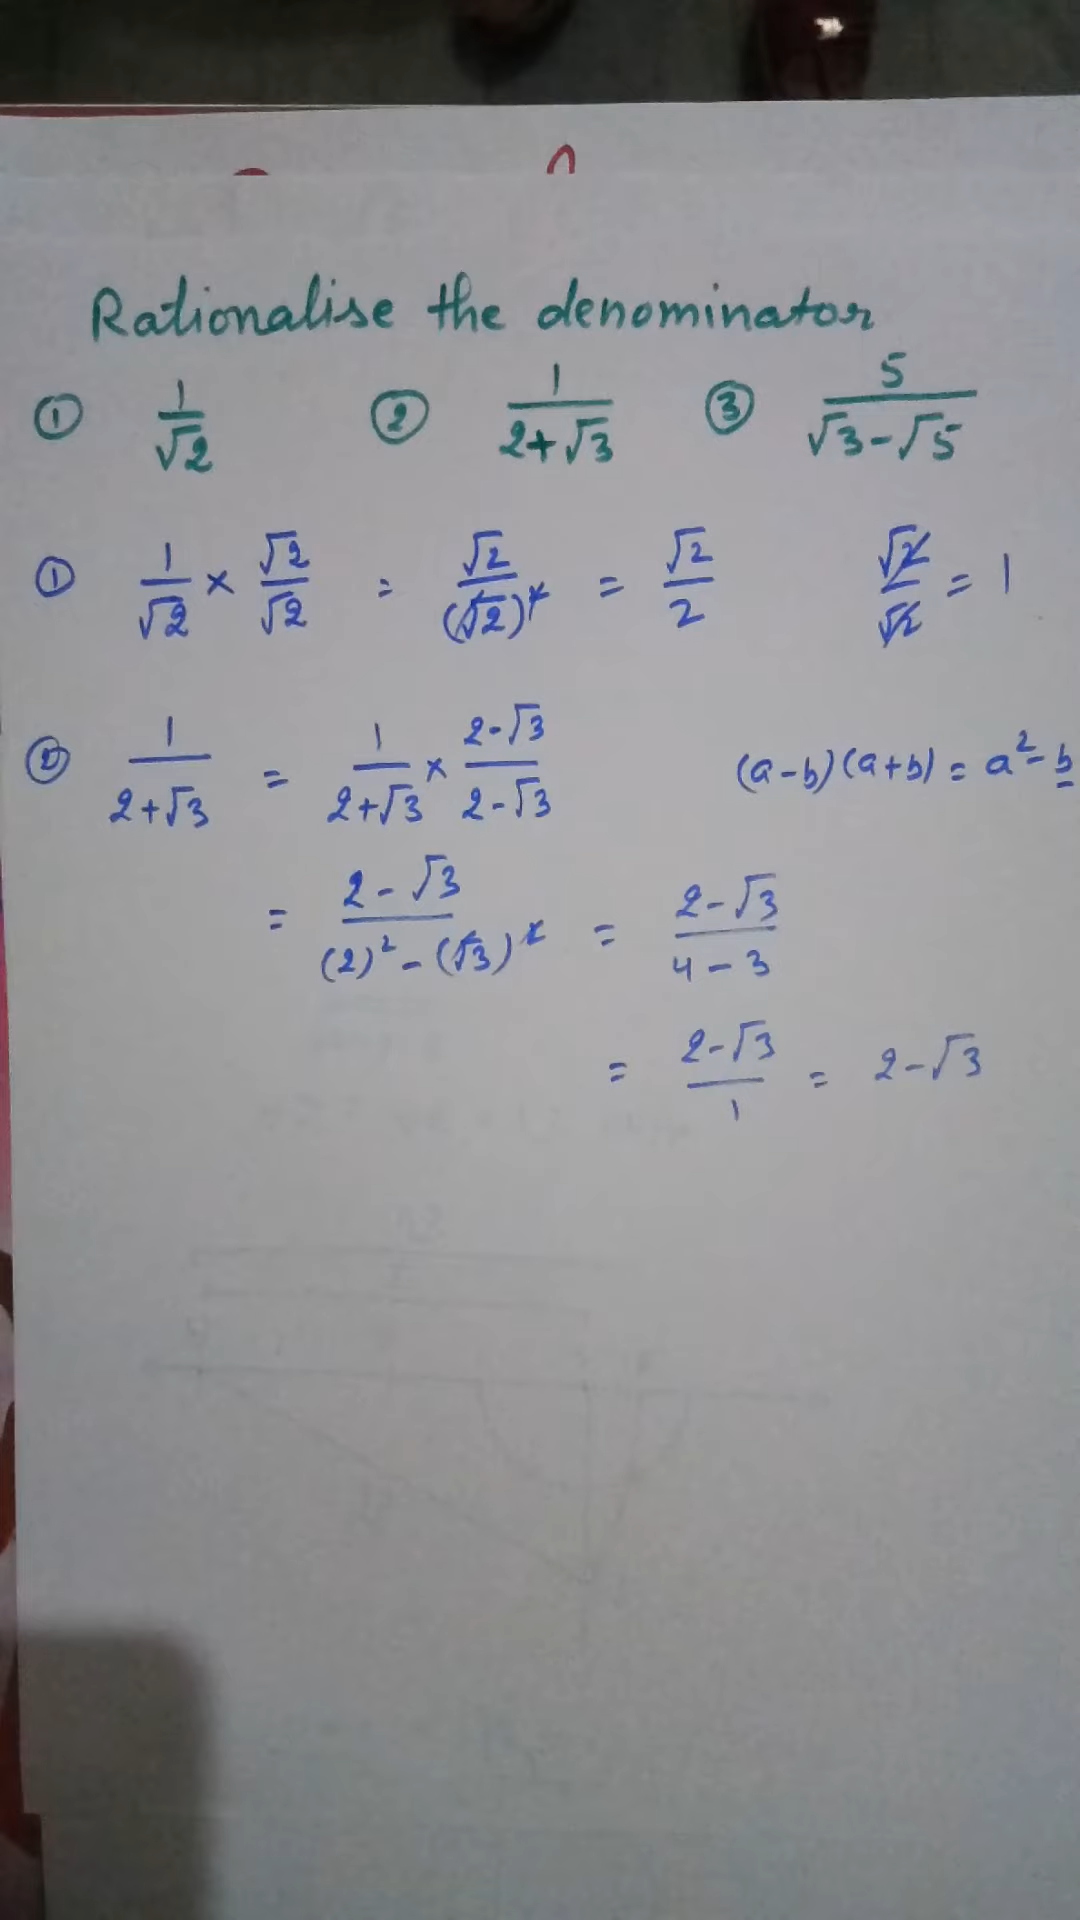 Rationalise the denominator
① 1/√2 ② 1/(2+√3) ③ 5/(√3-√5)
① 1/√2 × √2/√2 = √2/(√2)² = √2/2 √2/√2 = 1
② 1/(2+√3) = 1/(2+√3) × (2-√3)/(2-√3) (a-b)(a+b) = a²-b
= (2-√3)/((2)²-(√3)²) = (2-√3)/(4-3)
= (2-√3)/1 = 2-√3